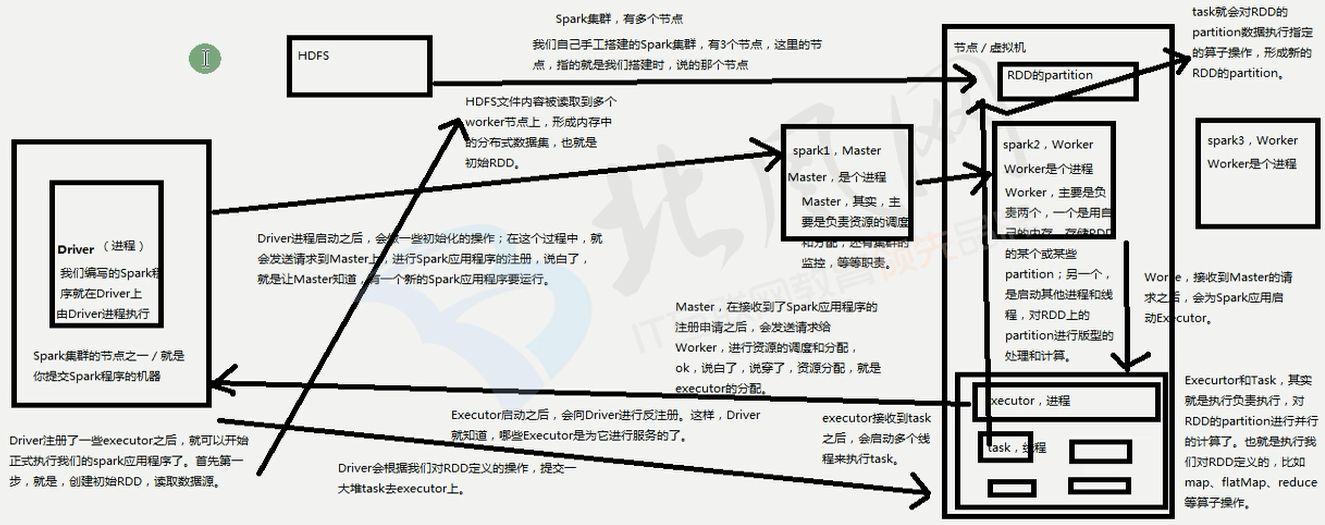 Spark集群，有多个节点
我们自己手工搭建的Spark集群，有3个节点，这里的节
点，指的就是我们搭建时，说的那个节点
HDFS
HDFS文件内容被读取到多个
worker节点上，形成内存中
的分布式数据集，也就是
初始RDD。
节点 / 虚拟机
RDD的partition
task就会对RDD的
partition数据执行指定
的算子操作，形成新的
RDD的partition。
spark1，Master
Master，是个进程
Master，其实，主
要是负责资源的调度
和分配，还有集群的
监控，等等职责。
spark2，Worker
Worker是个进程
Worker，主要是负
责两个，一个是用自
己的内存，存储RDD
的某个或某些
partition；另一个，
是启动其他进程和线
程，对RDD上的
partition进行版型的
处理和计算。
spark3，Worker
Worker是个进程
Driver （ 进程 ）
我们编写的Spark程
序就在Driver上
由Driver进程执行
Spark集群的节点之一 / 就是
你提交Spark程序的机器
Driver进程启动之后，会做一些初始化的操作；在这个过程中，就
会发送请求到Master上，进行Spark应用程序的注册，说白了，
就是让Master知道，有一个新的Spark应用程序要运行。
Master，在接收到了Spark应用程序的
注册申请之后，会发送请求给
Worker，进行资源的调度和分配，
ok，说白了，说穿了，资源分配，就是
executor的分配。
，接收到Master的请
求之后，会为Spark应用启
动Executor。
Executor启动之后，会向Driver进行反注册。这样，Driver
就知道，哪些Executor是为它进行服务的了。
Driver注册了一些executor之后，就可以开始
正式执行我们的spark应用程序了。首先第一
步，就是，创建初始RDD，读取数据源。
Driver会根据我们对RDD定义的操作，提交一
大堆task去executor上。
executor接收到task
之后，会启动多个线
程来执行task。
xecutor，进程
task，线程
Executor和Task，其实
就是执行负责执行，对
RDD的partition进行并行
的计算了。也就是执行我
们对RDD定义的，比如
map、flatMap、reduce
等算子操作。
北风网
IT互联网教育领先品牌